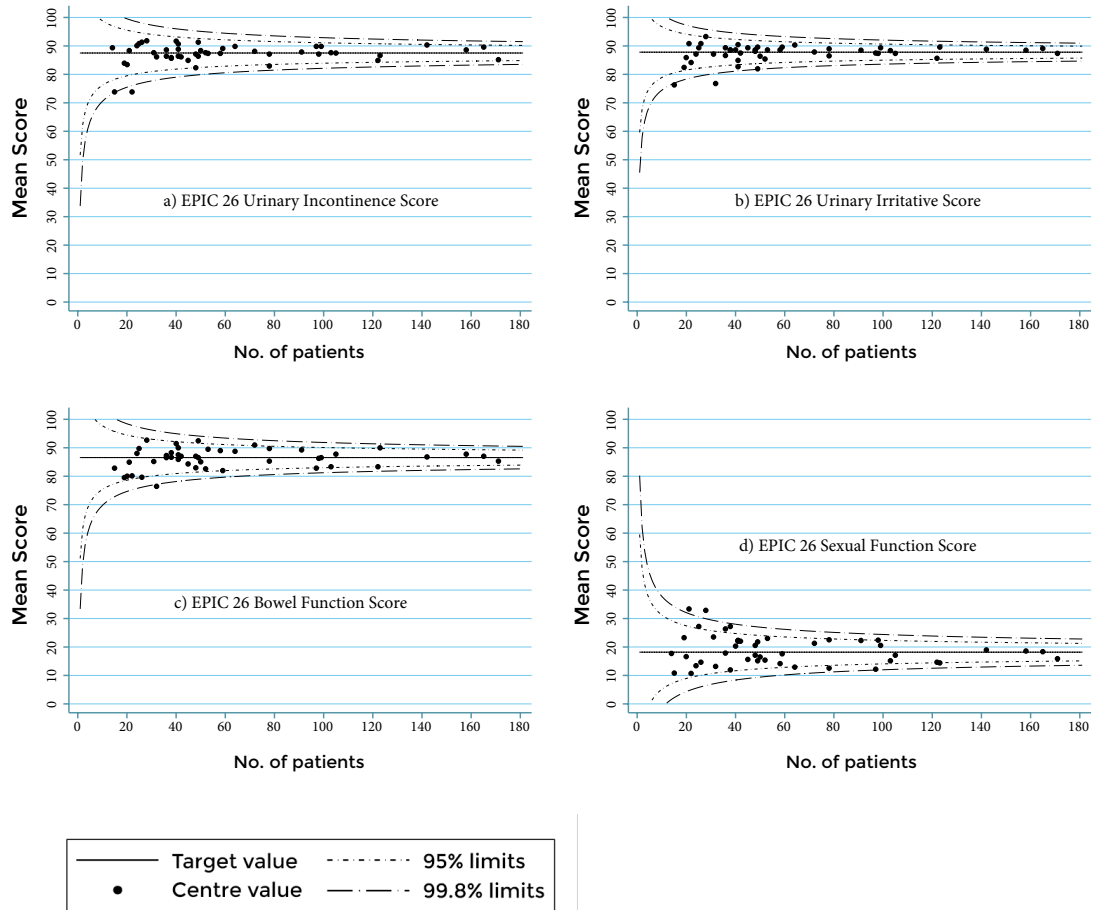 Mean Score
100
90
80
70
60
50
40
30
20
10
0
a) EPIC 26 Urinary Incontinence Score
0 20 40 60 80 100 120 140 160 180
No. of patients
Mean Score
100
90
80
70
60
50
40
30
20
10
0
b) EPIC 26 Urinary Irritative Score
0 20 40 60 80 100 120 140 160 180
No. of patients
Mean Score
100
90
80
70
60
50
40
30
20
10
0
c) EPIC 26 Bowel Function Score
0 20 40 60 80 100 120 140 160 180
No. of patients
Mean Score
100
90
80
70
60
50
40
30
20
10
0
d) EPIC 26 Sexual Function Score
0 20 40 60 80 100 120 140 160 180
No. of patients
Target value 95% limits
Centre value 99.8% limits